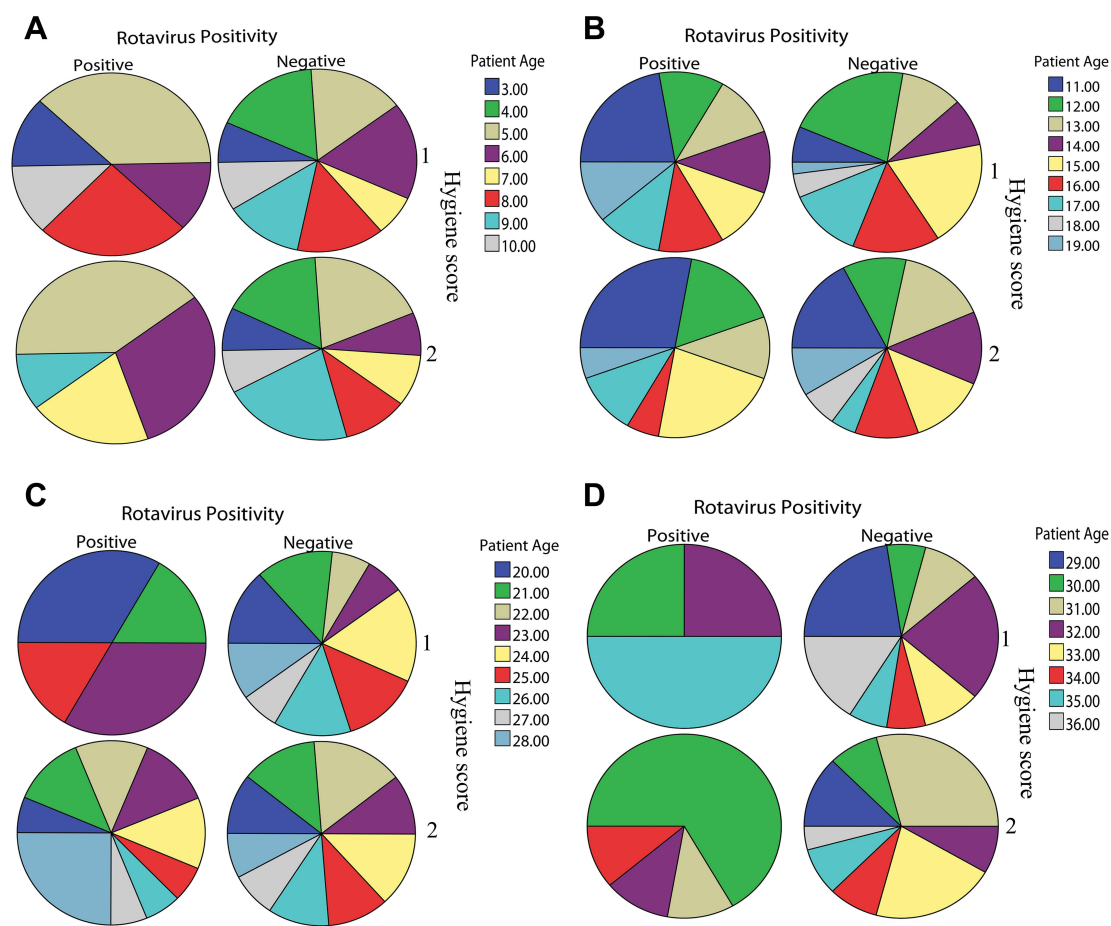 A
Rotavirus Positivity
Positive
Negative
Patient Age
3.00
4.00
5.00
6.00
7.00
8.00
9.00
10.00
1
2
Hygiene score
B
Rotavirus Positivity
Positive
Negative
Patient Age
11.00
12.00
13.00
14.00
15.00
16.00
17.00
18.00
19.00
1
2
Hygiene score
C
Rotavirus Positivity
Positive
Negative
Patient Age
20.00
21.00
22.00
23.00
24.00
25.00
26.00
27.00
28.00
1
2
Hygiene score
D
Rotavirus Positivity
Positive
Negative
Patient Age
29.00
30.00
31.00
32.00
33.00
34.00
35.00
36.00
1
2
Hygiene score